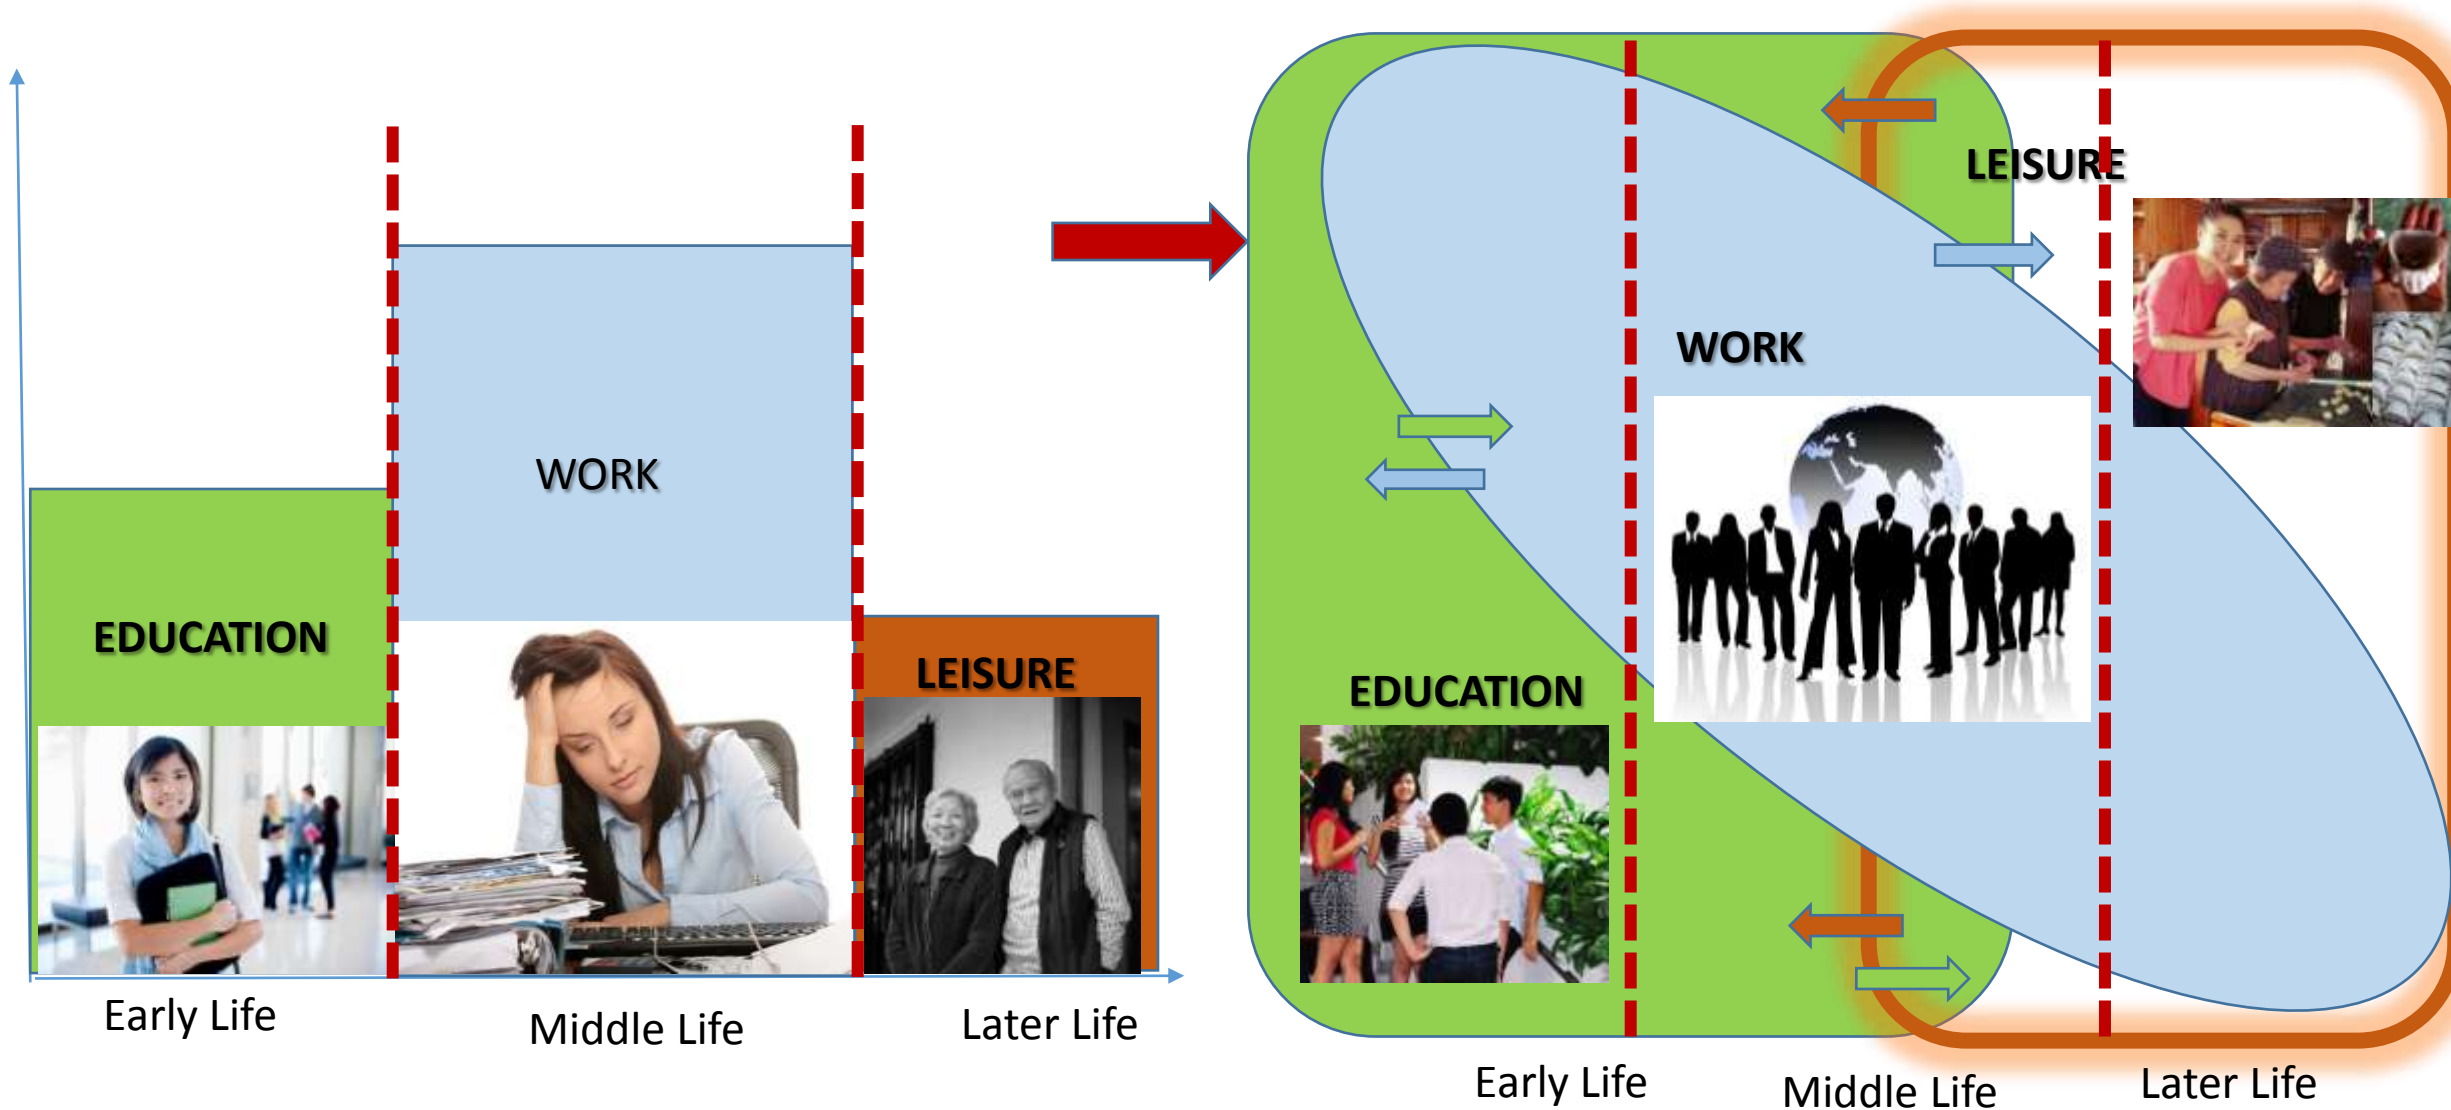 WORK
EDUCATION
LEISURE
Early Life
Middle Life
Later Life
LEISURE
WORK
EDUCATION
Early Life
Middle Life
Later Life